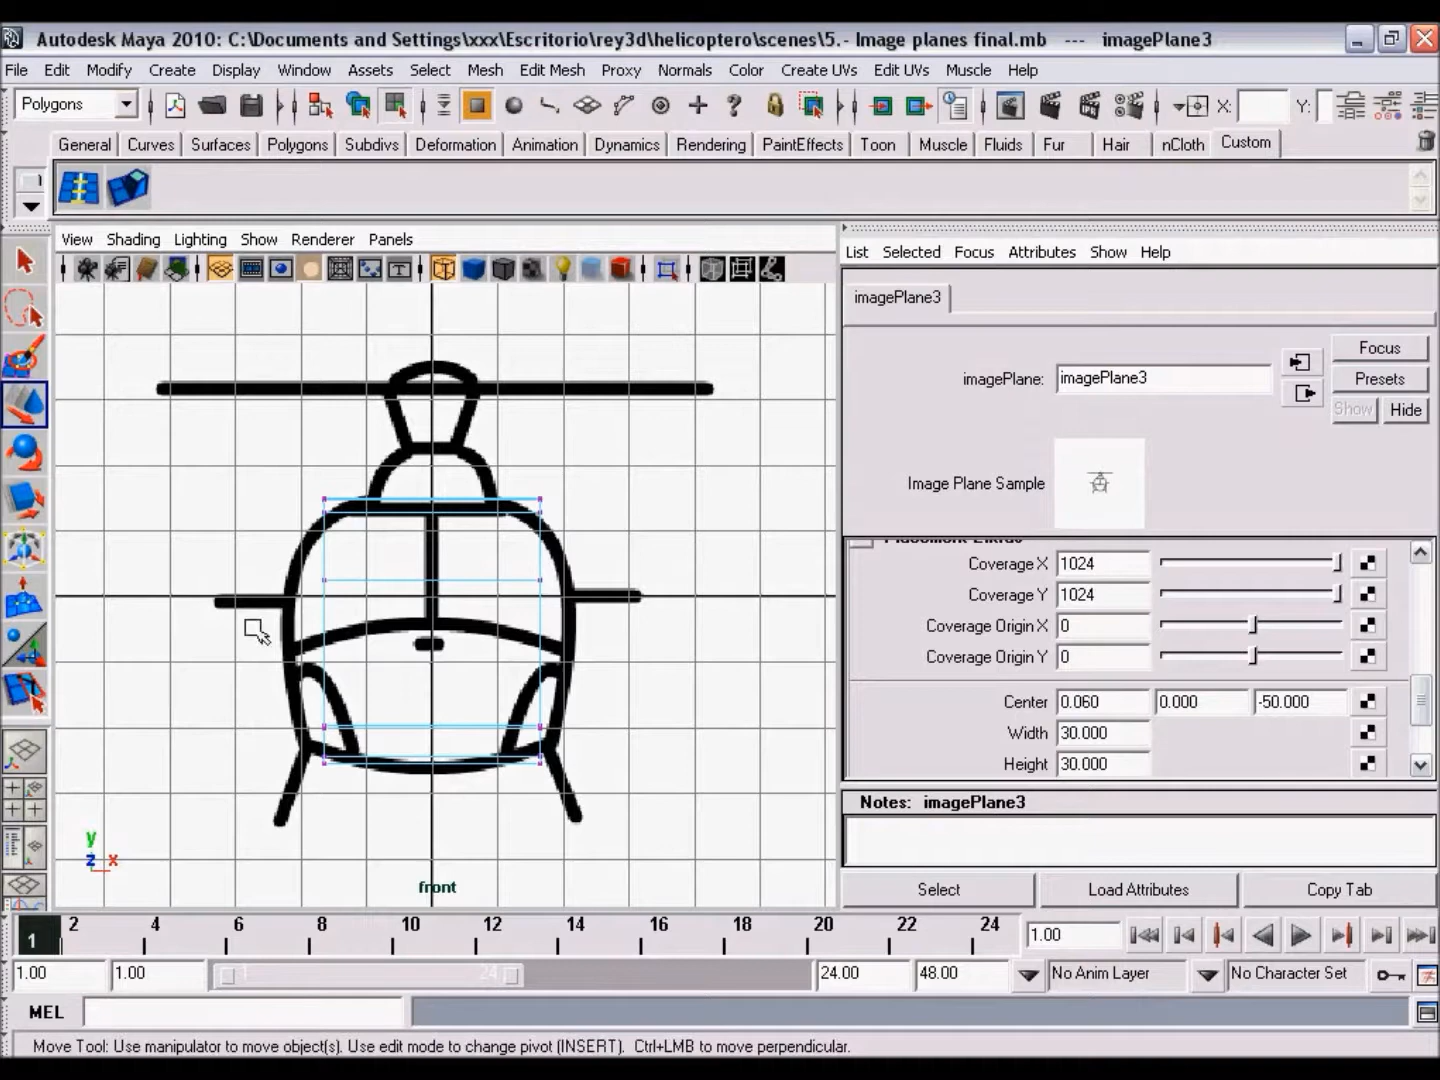 Autodesk Maya 2010: C:\Documents and Settings\xxx\Escritorio\rey3d\helicoptero\scenes\5.- Image planes final.mb --- imagePlane3
File Edit Modify Create Display Window Assets Select Mesh Edit Mesh Proxy Normals Color Create UVs Edit UVs Muscle Help
Polygons X: Y:
General Curves Surfaces Polygons Subdivs Deformation Animation Dynamics Rendering PaintEffects Toon Muscle Fluids Fur Hair nCloth Custom
View Shading Lighting Show Renderer Panels
List Selected Focus Attributes Show Help
imagePlane3
Focus
imagePlane: imagePlane3
Presets
Show Hide
Image Plane Sample
Coverage X 1024
Coverage Y 1024
Coverage Origin X 0
Coverage Origin Y 0
Center 0.060 0.000 -50.000
Width 30.000
Height 30.000
Notes: imagePlane3
y
z x
front
Select Load Attributes Copy Tab
1 2 4 6 8 10 12 14 16 18 20 22 24 1.00
1.00 1.00 1 24 24.00 48.00 No Anim Layer No Character Set
MEL
Move Tool: Use manipulator to move object(s). Use edit mode to change pivot (INSERT). Ctrl+LMB to move perpendicular.